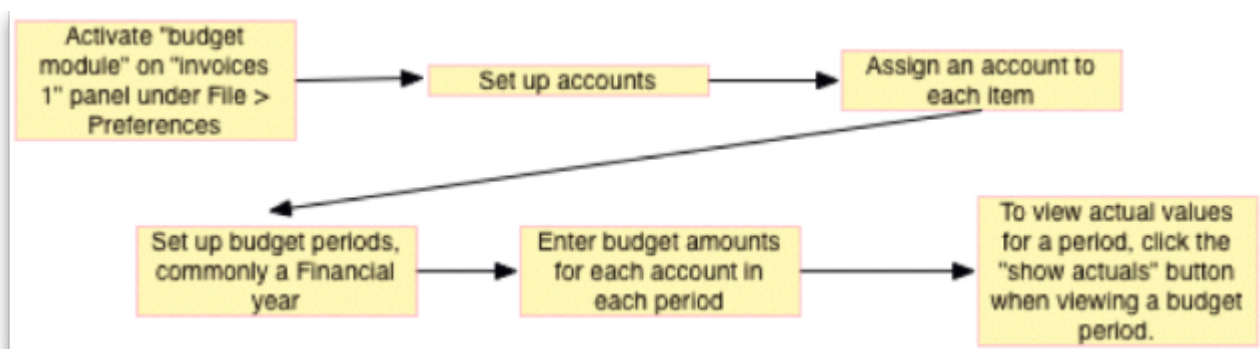 Activate "budget
module" on "invoices
1" panel under File >
Preferences
Set up accounts
Assign an account to
each item
Set up budget periods,
commonly a Financial
year
Enter budget amounts
for each account in
each period
To view actual values
for a period, click the
"show actuals" button
when viewing a budget
period.